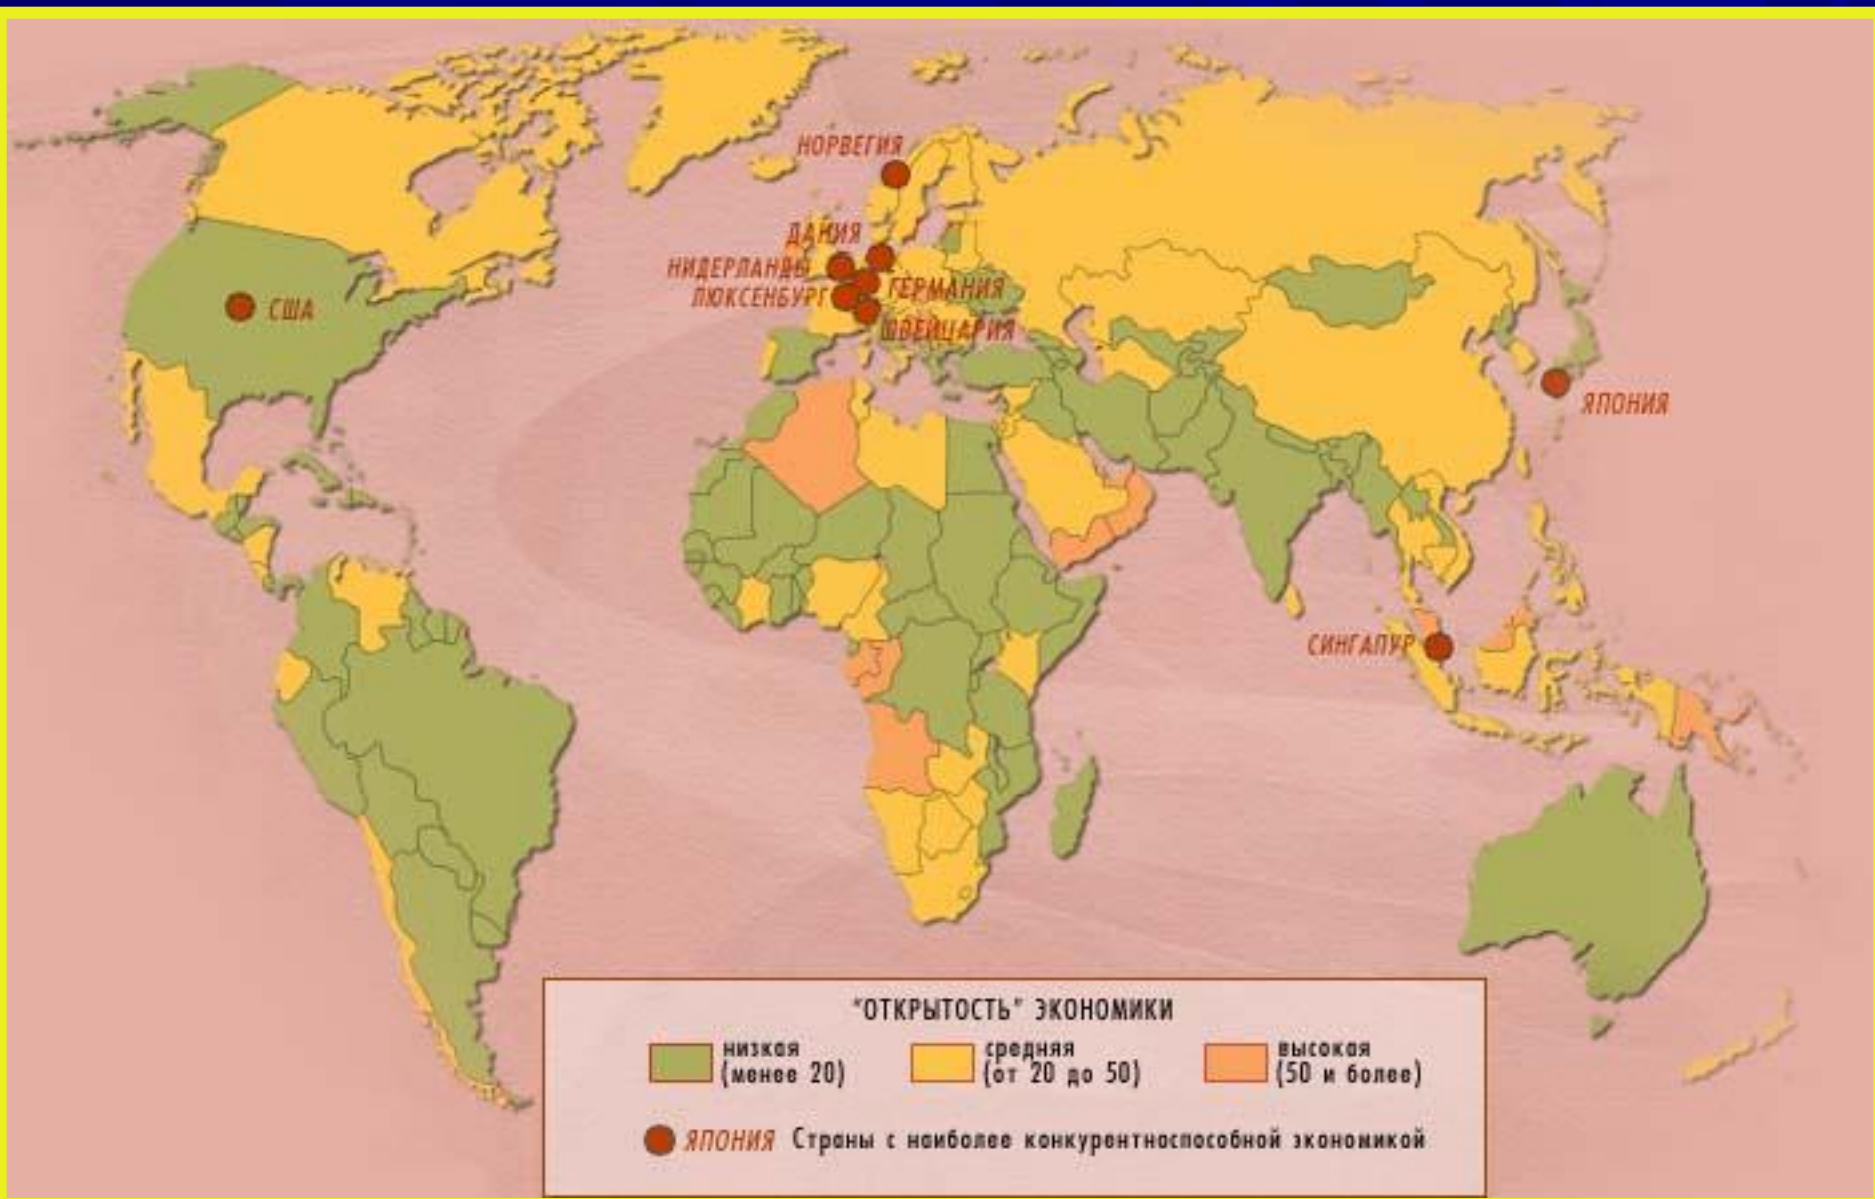 НОРВЕГИЯ
ДАНИЯ
НИДЕРЛАНДЫ
ЛЮКСЕНБУРГ
ГЕРМАНИЯ
ШВЕЙЦАРИЯ
США
ЯПОНИЯ
СИНГАПУР
"ОТКРЫТОСТЬ" ЭКОНОМИКИ
низкая
(менее 20)
средняя
(от 20 до 50)
высокая
(50 и более)
ЯПОНИЯ Страны с наиболее конкурентноспособной экономикой